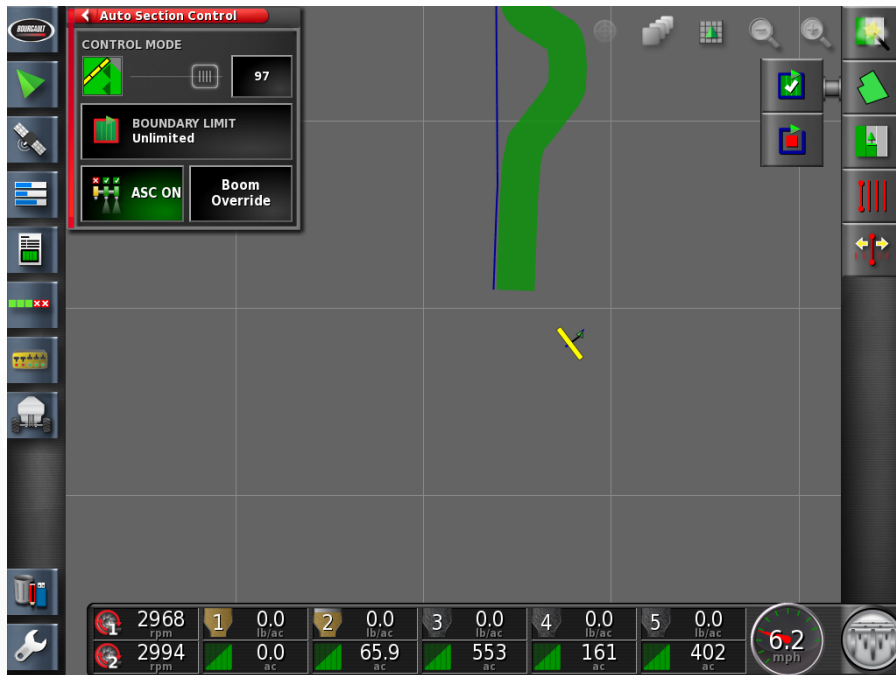 BOURGAULT
Auto Section Control
CONTROL MODE
97
BOUNDARY LIMIT
Unlimited
ASC ON
Boom
Override
1 2968 rpm
1 0.0 lb/ac
2 0.0 lb/ac
3 0.0 lb/ac
4 0.0 lb/ac
5 0.0 lb/ac
2 2994 rpm
0.0 ac
65.9 ac
553 ac
161 ac
402 ac
6.2
mph